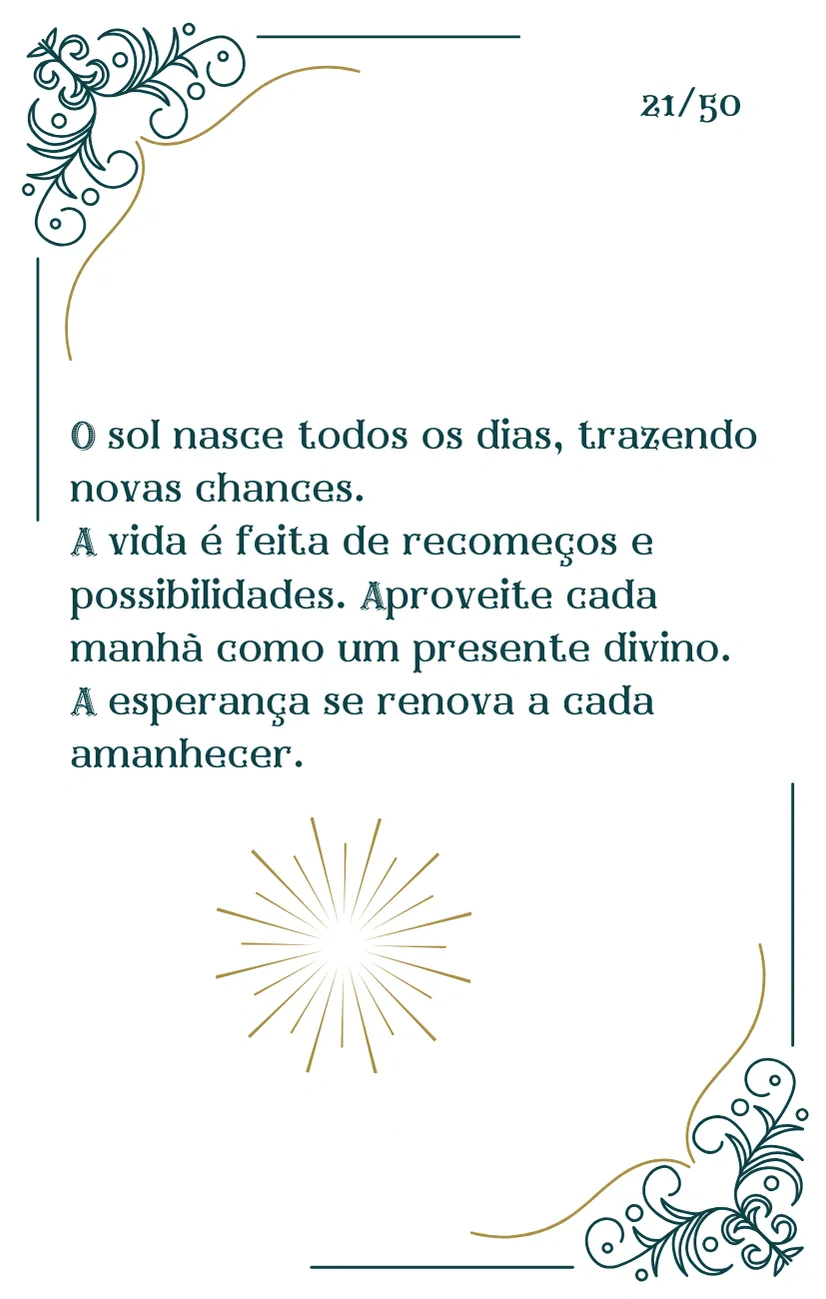 21/50
O sol nasce todos os dias, trazendo
novas chances.
A vida é feita de recomeços e
possibilidades. Aproveite cada
manhã como um presente divino.
A esperança se renova a cada
amanhecer.